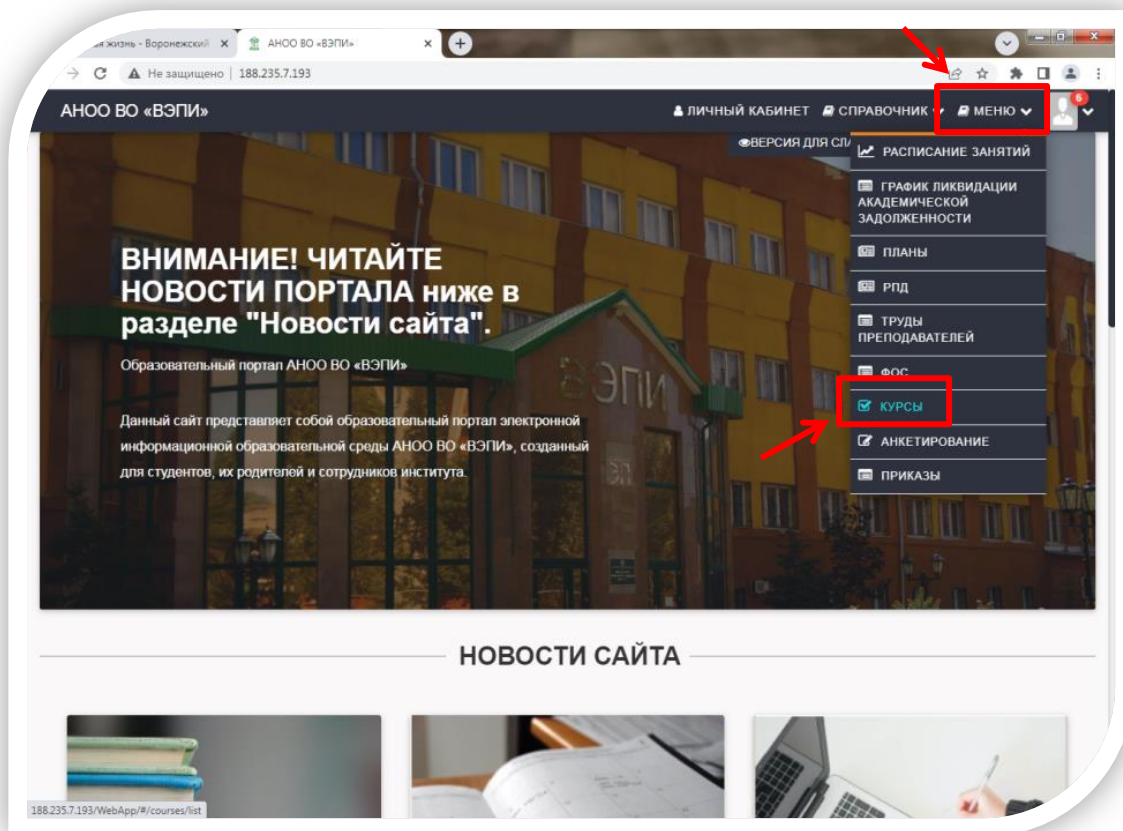 ая жизнь - Воронежский
АНОО ВО «ВЭПИ»
Не защищено | 188.235.7.193
АНОО ВО «ВЭПИ»
ЛИЧНЫЙ КАБИНЕТ
СПРАВОЧНИК
МЕНЮ
6
ВЕРСИЯ ДЛЯ СЛА
РАСПИСАНИЕ ЗАНЯТИЙ
ГРАФИК ЛИКВИДАЦИИ
АКАДЕМИЧЕСКОЙ
ЗАДОЛЖЕННОСТИ
ПЛАНЫ
РПД
ТРУДЫ
ПРЕПОДАВАТЕЛЕЙ
ФОС
КУРСЫ
АНКЕТИРОВАНИЕ
ПРИКАЗЫ
ВНИМАНИЕ! ЧИТАЙТЕ
НОВОСТИ ПОРТАЛА ниже в
разделе "Новости сайта".
Образовательный портал АНОО ВО «ВЭПИ»
Данный сайт представляет собой образовательный портал электронной
информационной образовательной среды АНОО ВО «ВЭПИ», созданный
для студентов, их родителей и сотрудников института.
ВЭПИ
НОВОСТИ САЙТА
188.235.7.193/WebApp/#/courses/list